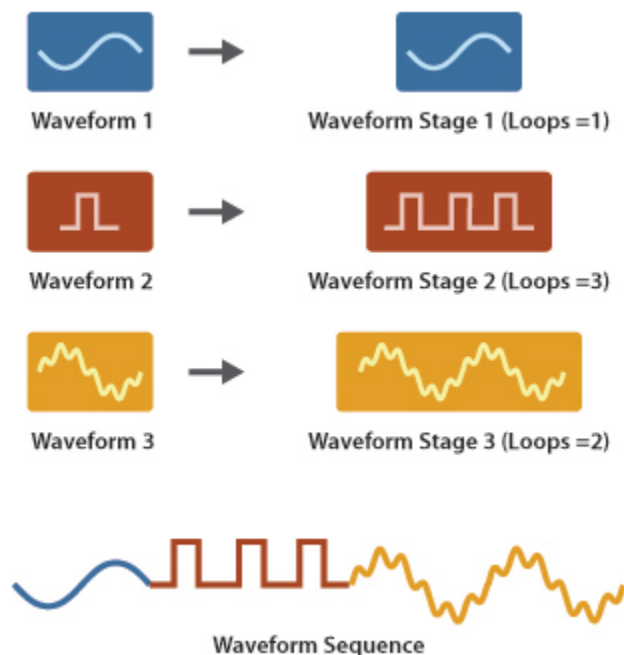 Waveform 1
Waveform Stage 1 (Loops =1)
Waveform 2
Waveform Stage 2 (Loops =3)
Waveform 3
Waveform Stage 3 (Loops =2)
Waveform Sequence